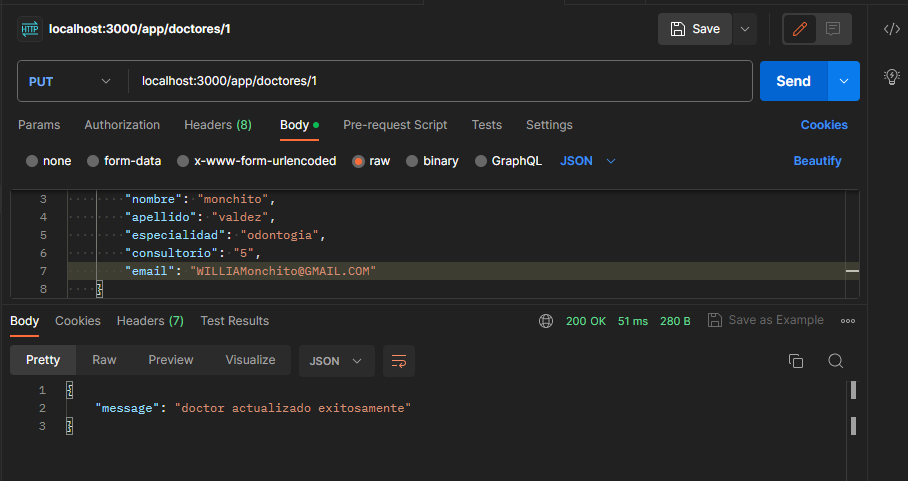 HTTP localhost:3000/app/doctores/1 Save
PUT localhost:3000/app/doctores/1 Send
Params Authorization Headers (8) Body Pre-request Script Tests Settings Cookies
none form-data x-www-form-urlencoded raw binary GraphQL JSON Beautify
3 "nombre": "monchito",
4 "apellido": "valdez",
5 "especialidad": "odontogia",
6 "consultorio": "5",
7 "email": "WILLIAMonchito@GMAIL.COM"
8 }
Body Cookies Headers (7) Test Results 200 OK 51 ms 280 B Save as Example
Pretty Raw Preview Visualize JSON
1 {
2 "message": "doctor actualizado exitosamente"
3 }